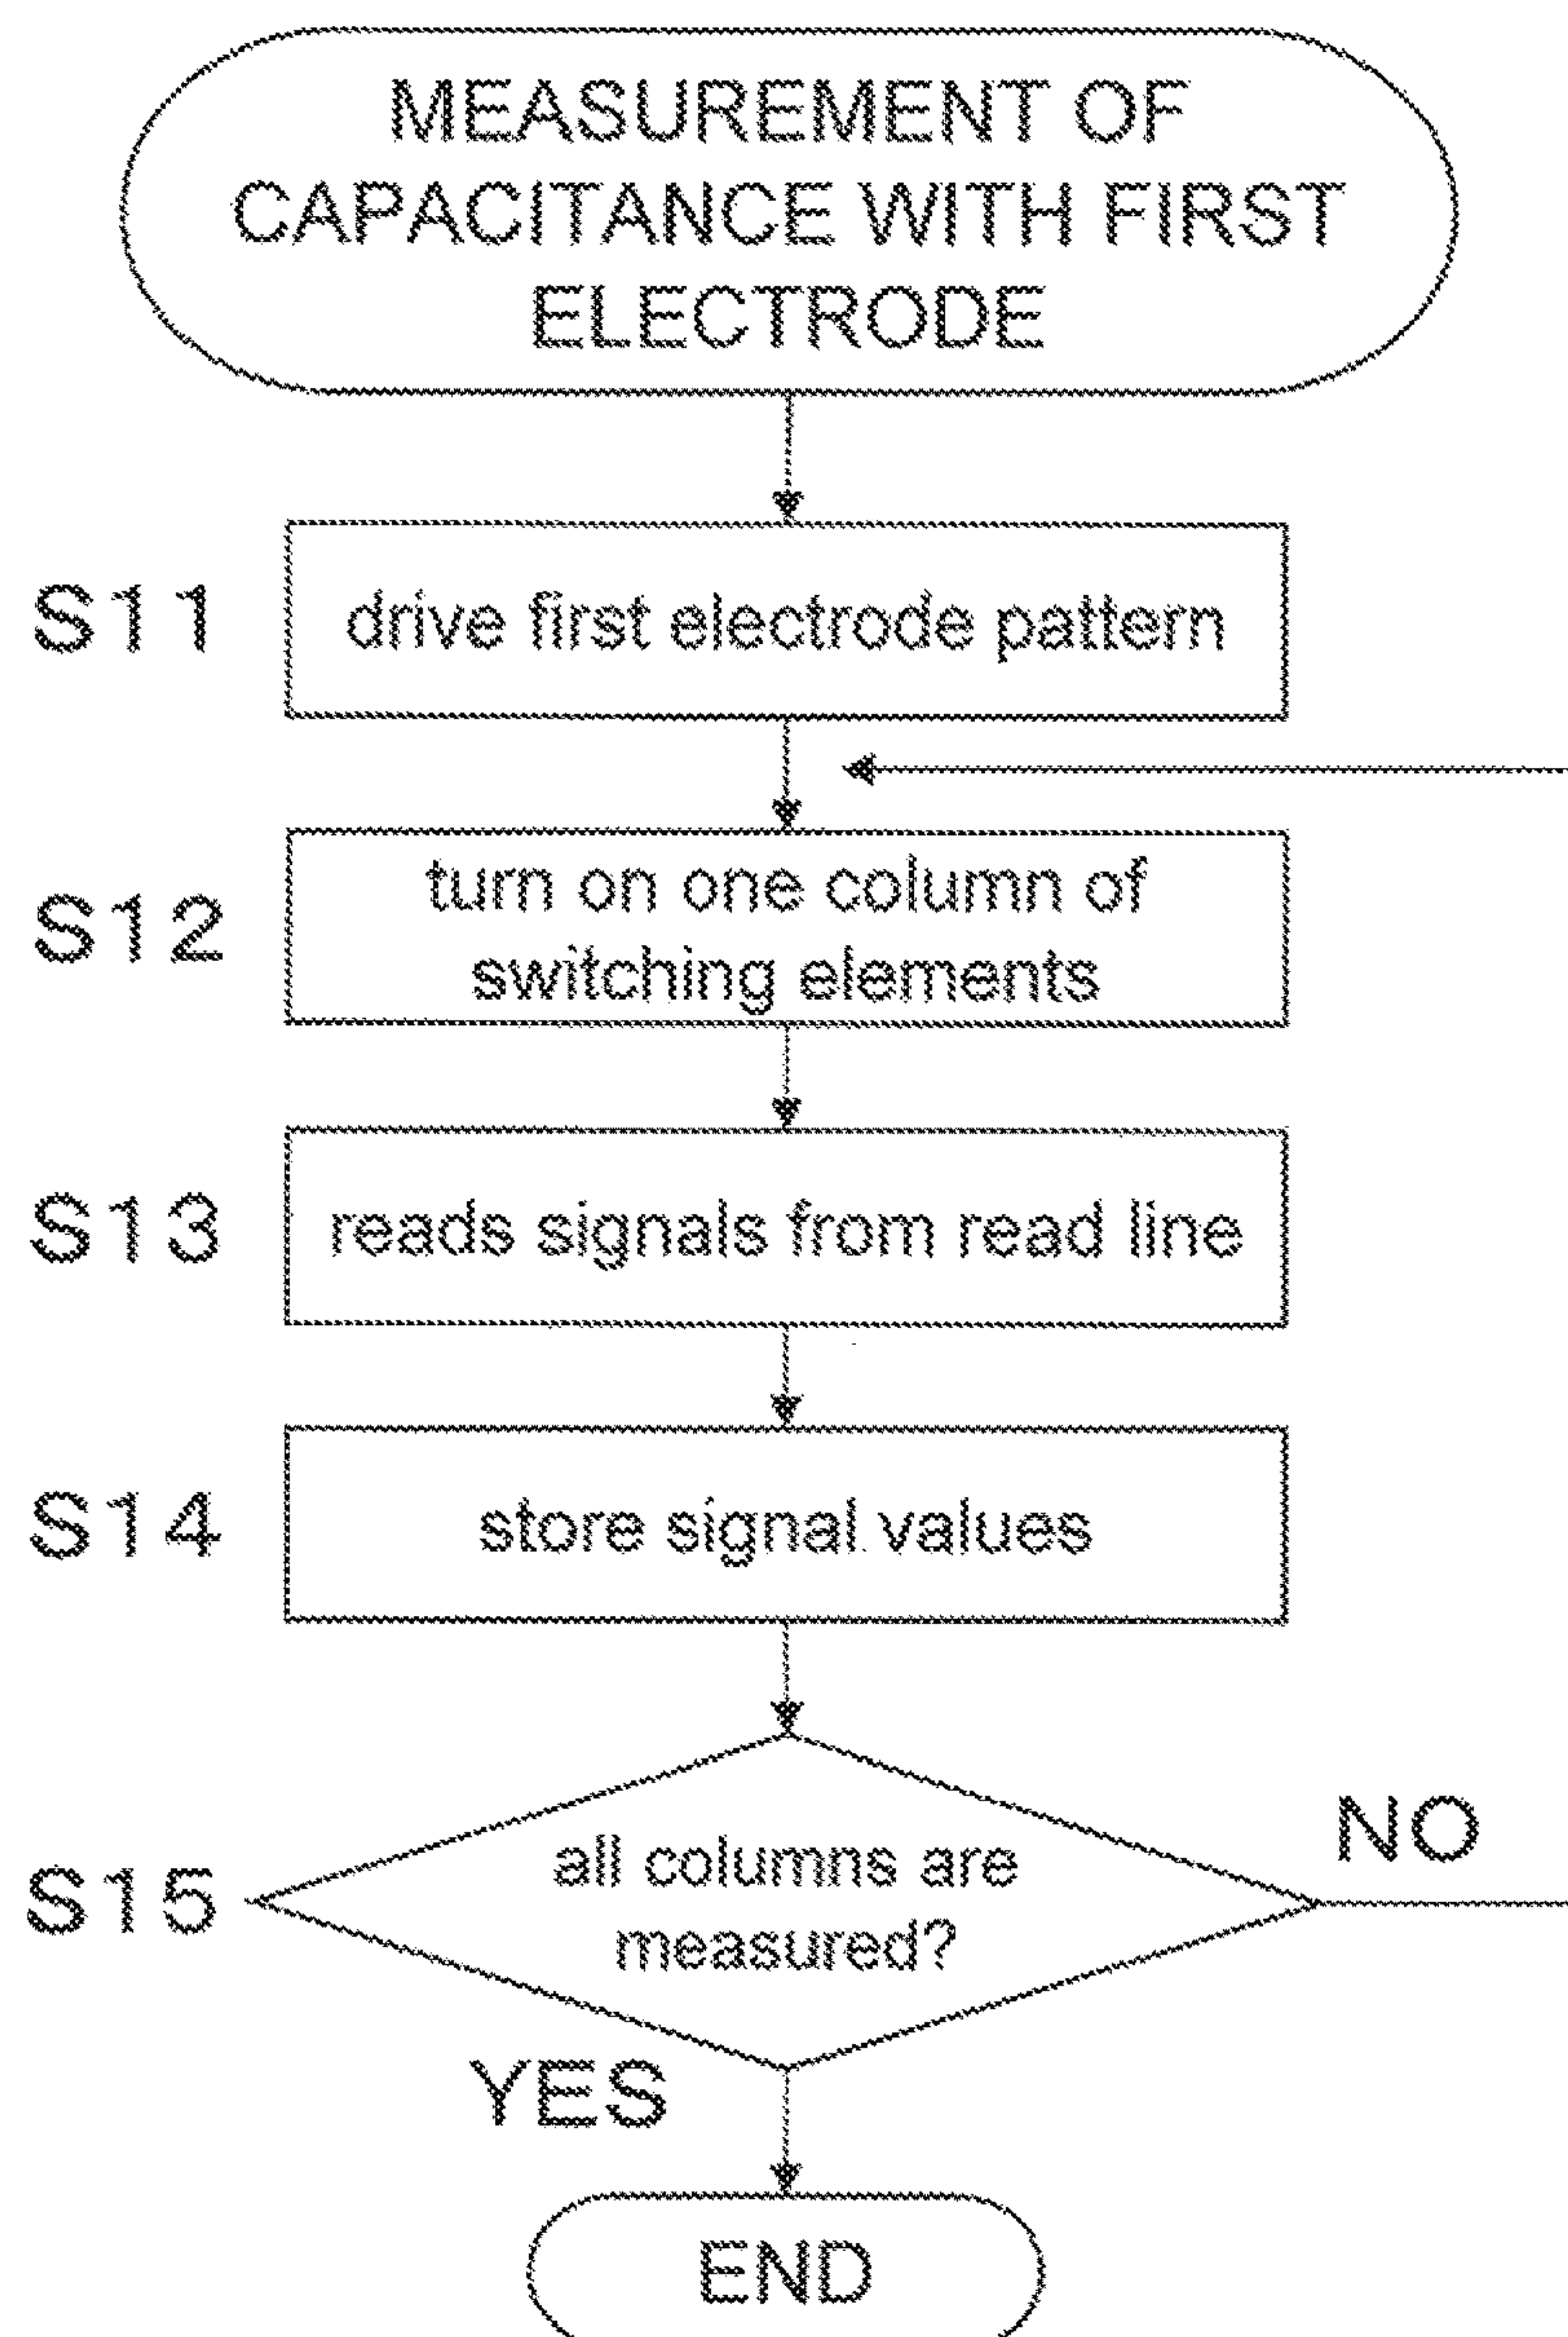 MEASUREMENT OF
CAPACITANCE WITH FIRST
ELECTRODE
S11
drive first electrode pattern
S12
turn on one column of
switching elements
S13
reads signals from read line
S14
store signal values
S15
all columns are
measured?
NO
YES
END